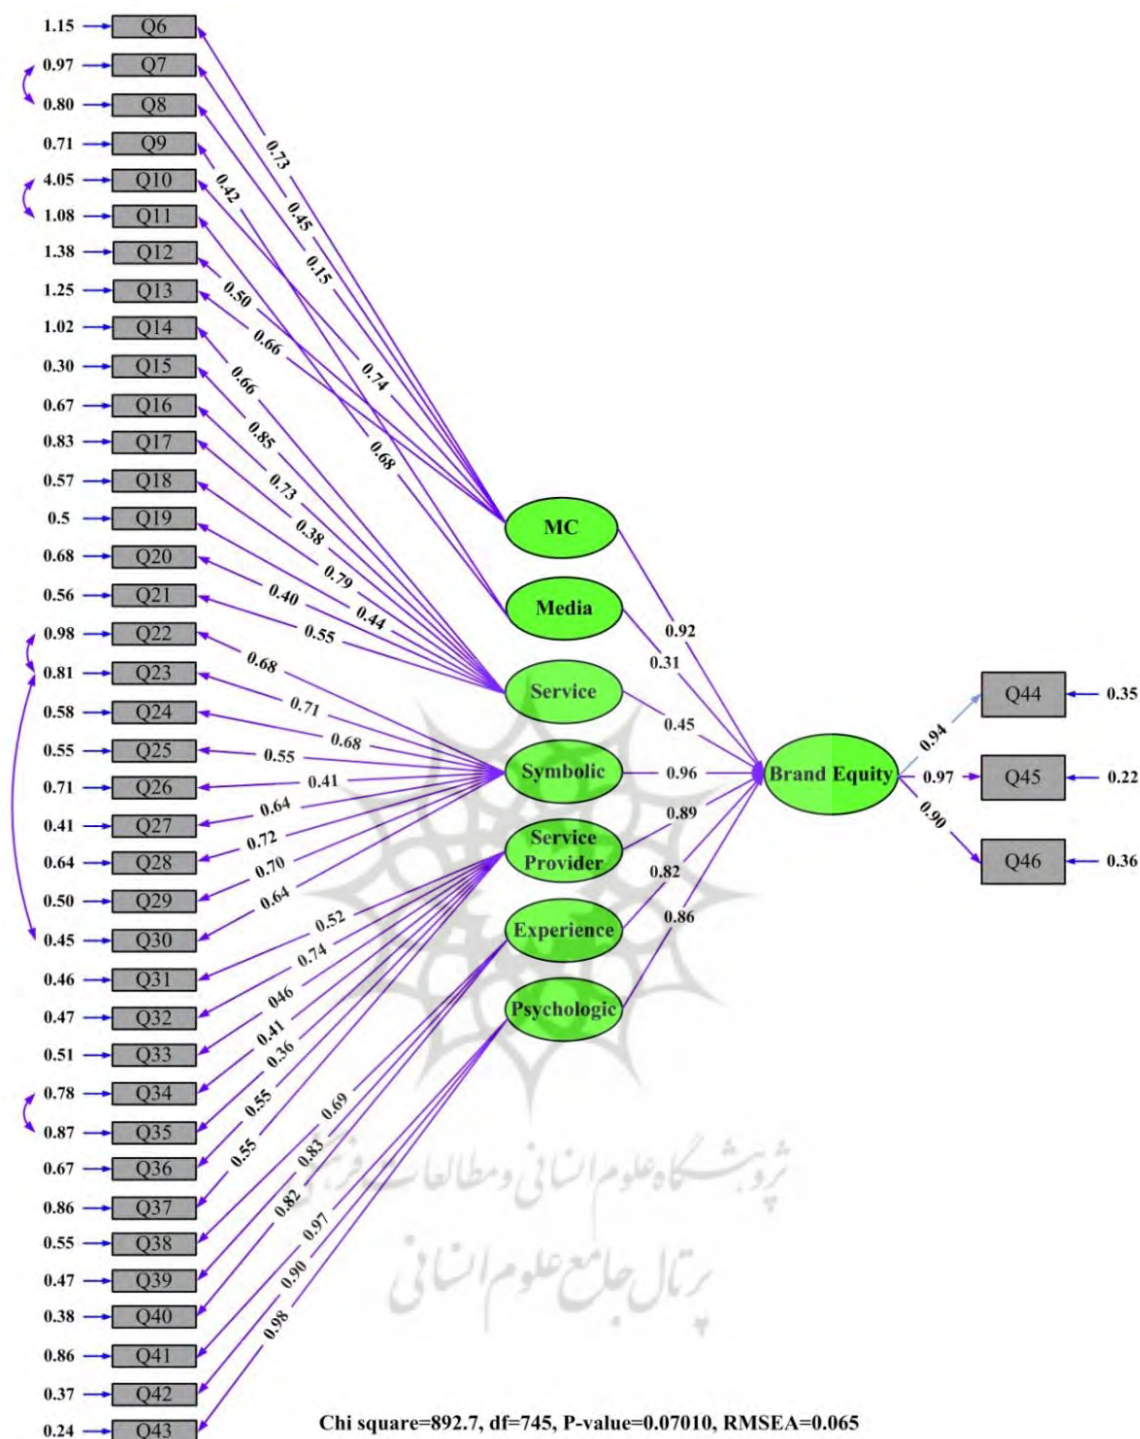 1.15 Q6
0.97 Q7
0.80 Q8
0.71 Q9
4.05 Q10
1.08 Q11
1.38 Q12
1.25 Q13
1.02 Q14
0.30 Q15
0.67 Q16
0.83 Q17
0.57 Q18
0.5 Q19
0.68 Q20
0.56 Q21
0.98 Q22
0.81 Q23
0.58 Q24
0.55 Q25
0.71 Q26
0.41 Q27
0.64 Q28
0.50 Q29
0.45 Q30
0.46 Q31
0.47 Q32
0.51 Q33
0.78 Q34
0.87 Q35
0.67 Q36
0.86 Q37
0.55 Q38
0.47 Q39
0.38 Q40
0.86 Q41
0.37 Q42
0.24 Q43
0.73
0.42
0.45
0.15
0.50
0.66
0.74
0.68
0.66
0.85
0.73
0.38
0.79
0.44
0.40
0.55
0.68
0.71
0.68
0.55
0.41
0.64
0.72
0.70
0.64
0.52
0.74
046
0.41
0.36
0.55
0.55
0.69
0.83
0.82
0.97
0.90
0.98
MC
Media
Service
Symbolic
Service
Provider
Experience
Psychologic
0.92
0.31
0.45
0.96
0.89
0.82
0.86
Brand Equity
0.94
0.97
0.90
Q44 0.35
Q45 0.22
Q46 0.36
پژوهشگاه علوم انسانی و مطالعات فرهنگی
پرتال جامع علوم انسانی
Chi square=892.7, df=745, P-value=0.07010, RMSEA=0.065